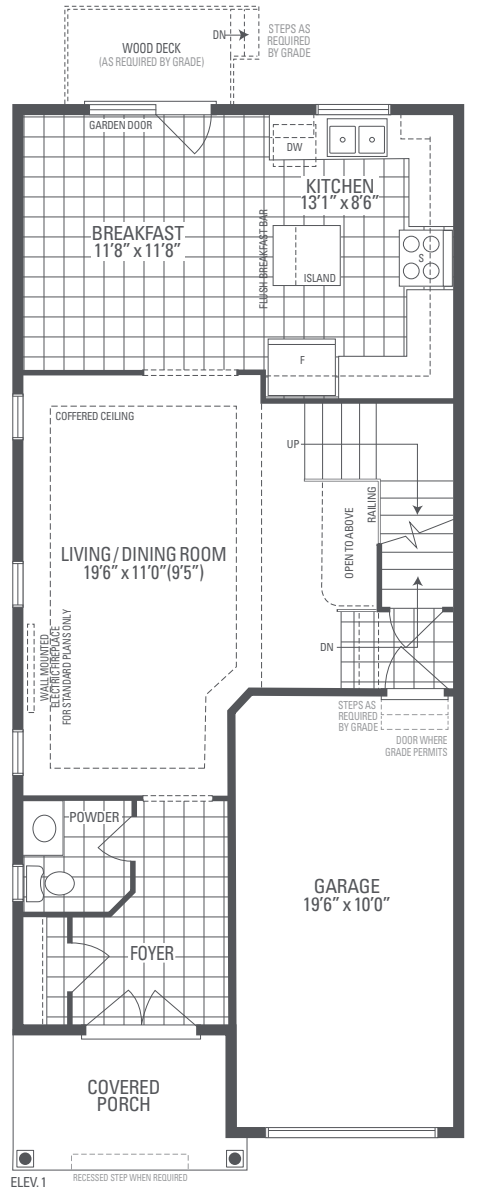 WOOD DECK
(AS REQUIRED BY GRADE)
DN
STEPS AS
REQUIRED
BY GRADE
GARDEN DOOR
DW
KITCHEN
13'1" x 8'6"
BREAKFAST
11'8" x 11'8"
FLUSH BREAKFAST BAR
ISLAND
S
F
COFFERED CEILING
UP
RAILING
OPEN TO ABOVE
LIVING / DINING ROOM
19'6" x 11'0"(9'5")
WALL MOUNTED
ELECTRIC FIREPLACE
FOR STANDARD PLANS ONLY
DN
STEPS AS
REQUIRED
BY GRADE
DOOR WHERE
GRADE PERMITS
POWDER
GARAGE
19'6" x 10'0"
FOYER
COVERED
PORCH
ELEV. 1
RECESSED STEP WHEN REQUIRED